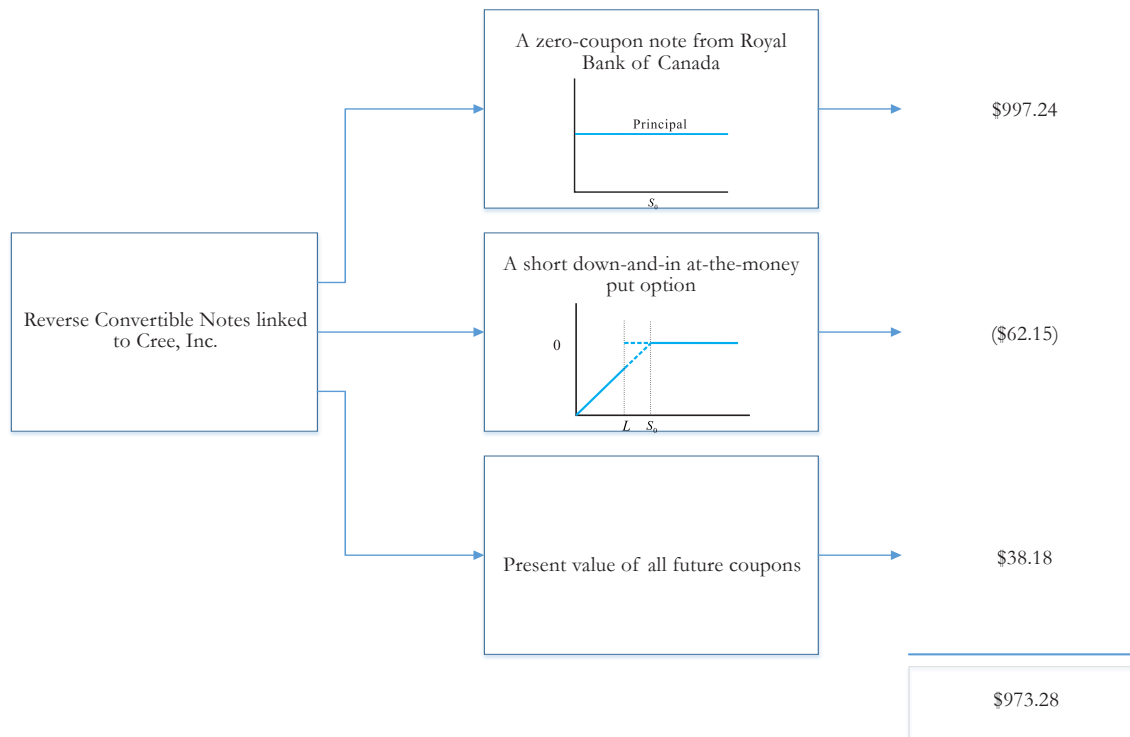 A zero-coupon note from Royal
Bank of Canada
Principal
S₀
$997.24
Reverse Convertible Notes linked
to Cree, Inc.
A short down-and-in at-the-money
put option
0
L S₀
($62.15)
Present value of all future coupons
$38.18
$973.28